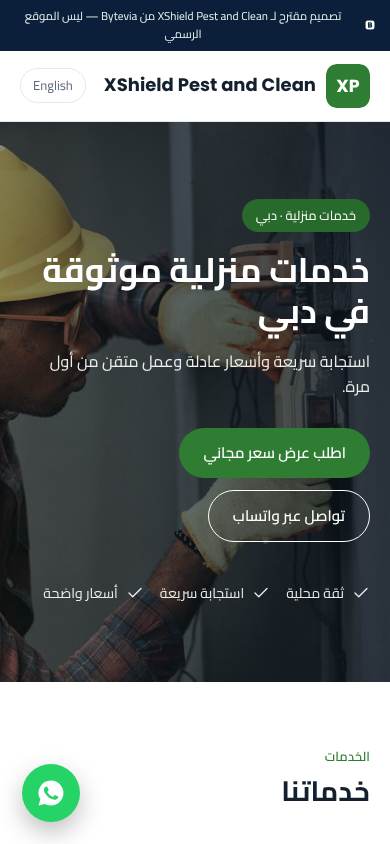 تصميم مقترح لـ XShield Pest and Clean من Bytevia — ليس الموقع
الرسمي
B
XP
XShield Pest and Clean
English
خدمات منزلية · دبي
خدمات منزلية موثوقة
في دبي
استجابة سريعة وأسعار عادلة وعمل متقن من أول
مرة.
اطلب عرض سعر مجاني
تواصل عبر واتساب
ثقة محلية
استجابة سريعة
أسعار واضحة
الخدمات
خدماتنا